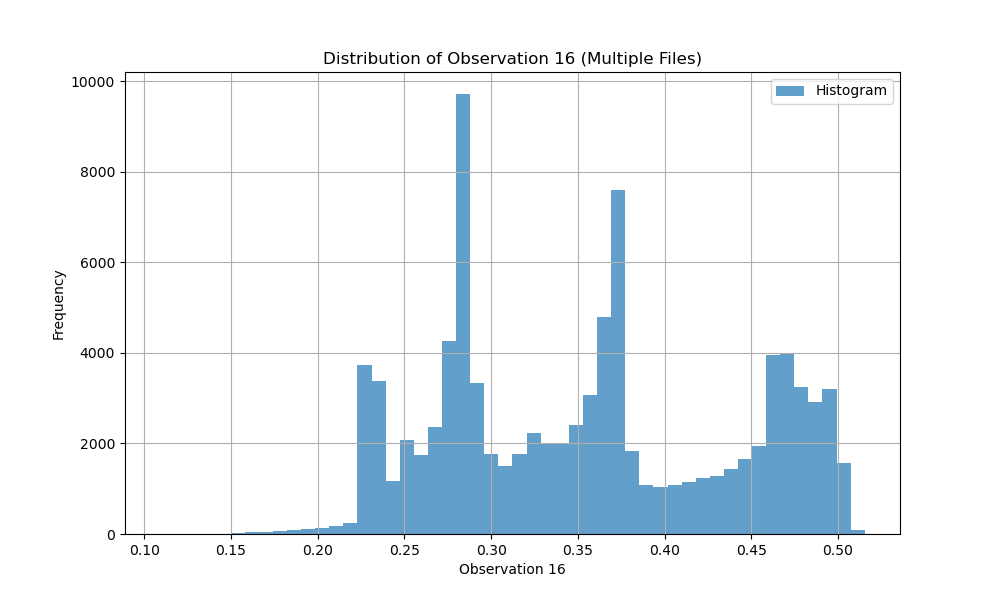 Distribution of Observation 16 (Multiple Files)
Histogram
10000
8000
6000
4000
2000
0
Frequency
0.10 0.15 0.20 0.25 0.30 0.35 0.40 0.45 0.50
Observation 16